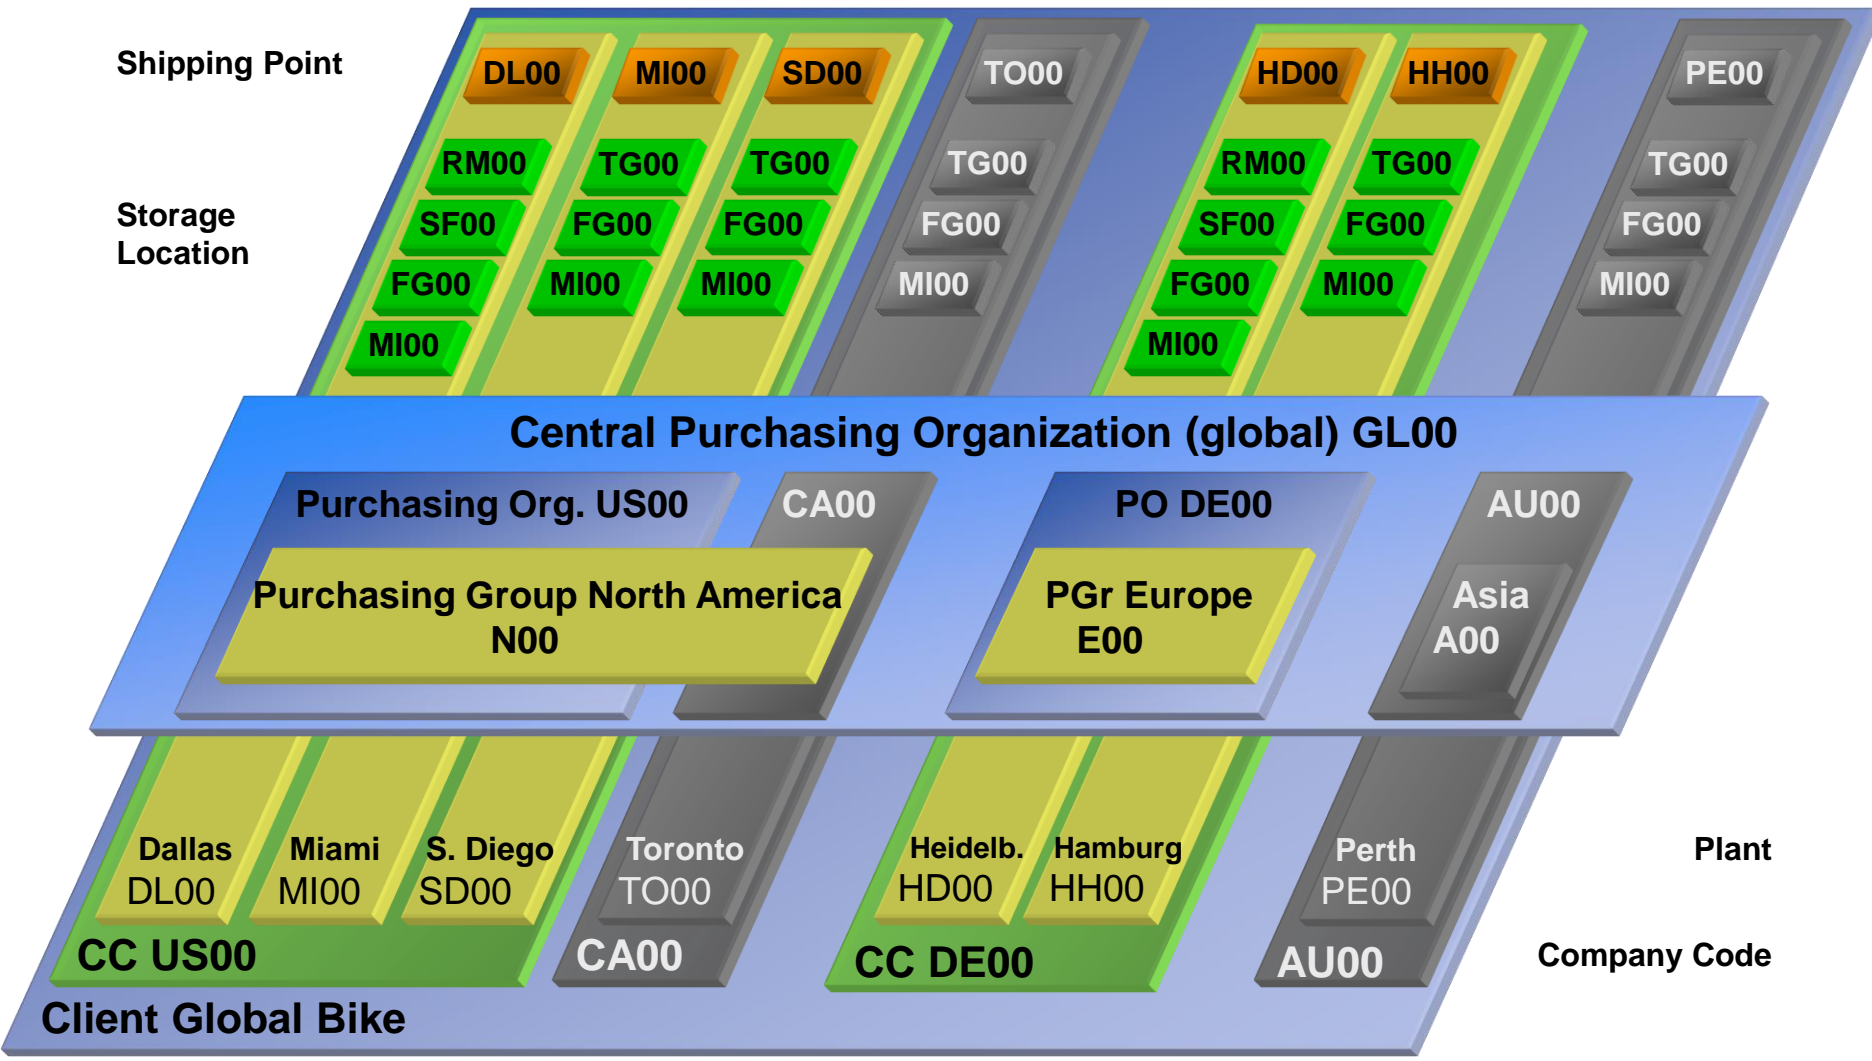 Shipping Point
DL00 MI00 SD00 TO00 HD00 HH00 PE00
RM00 TG00 TG00 TG00 RM00 TG00 TG00
Storage
Location
SF00 FG00 FG00 FG00 SF00 FG00 FG00
FG00 MI00 MI00 MI00 FG00 MI00 MI00
MI00 MI00
Central Purchasing Organization (global) GL00
Purchasing Org. US00 CA00 PO DE00 AU00
Purchasing Group North America PGr Europe Asia
N00 E00 A00
Dallas Miami S. Diego Toronto Heidelb. Hamburg Perth Plant
DL00 MI00 SD00 TO00 HD00 HH00 PE00
CC US00 CA00 CC DE00 AU00 Company Code
Client Global Bike